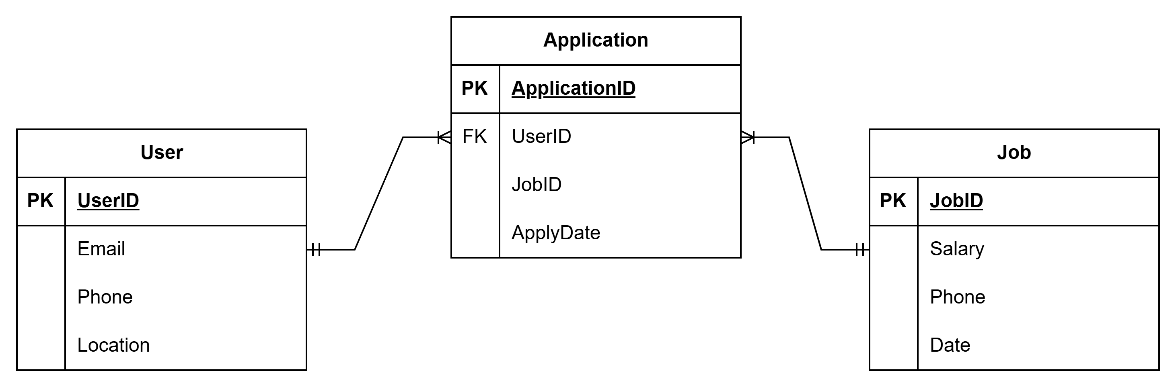 Application
PK ApplicationID
FK UserID
JobID
ApplyDate
User
PK UserID
Email
Phone
Location
Job
PK JobID
Salary
Phone
Date